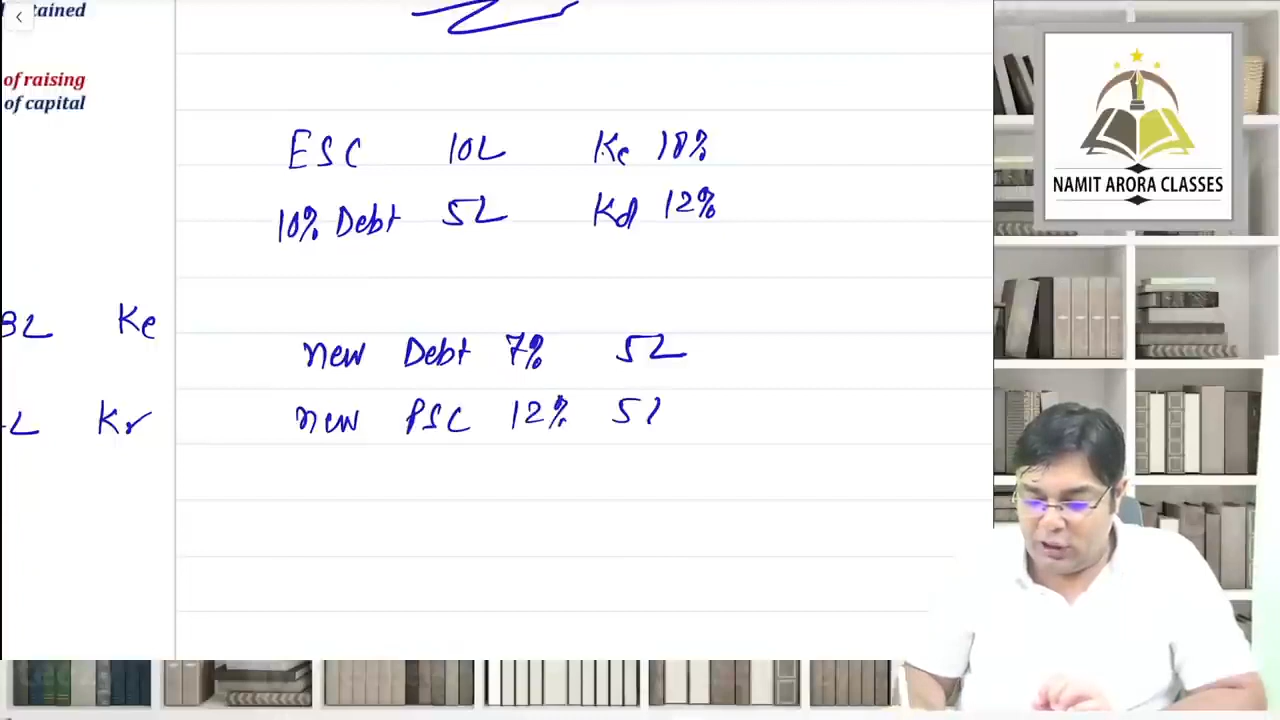 tained
of raising
of capital
ESC 10L Ke 18%
10% Debt 5L Kd 12%
L Ke
new Debt 7% 5L
new PSC 12% 5
L Kr
NAMIT ARORA CLASSES